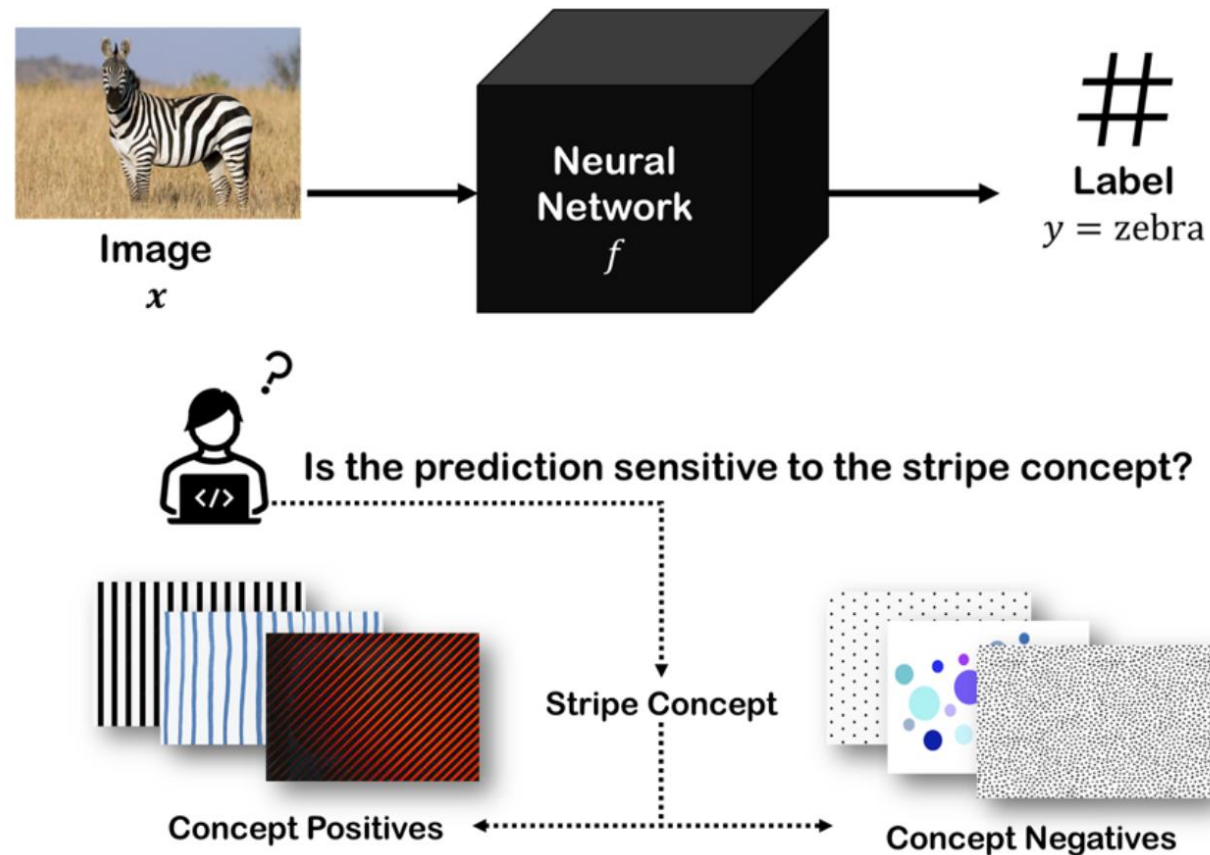 Neural
Network
f
#
Label
y = zebra
Image
x
?
Is the prediction sensitive to the stripe concept?
</>
Stripe Concept
Concept Positives
Concept Negatives